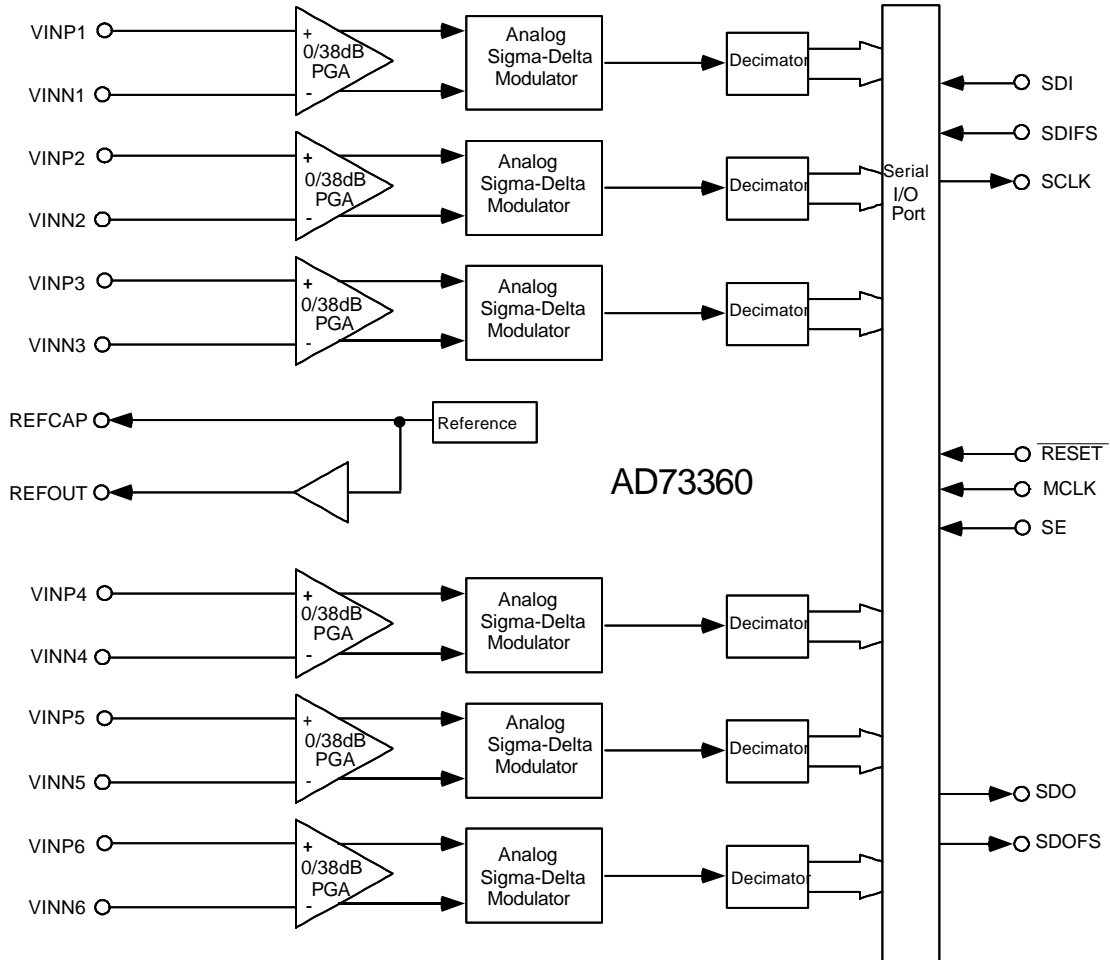 VINP1
+
0/38dB
PGA
-
VINN1
Analog
Sigma-Delta
Modulator
Decimator
VINP2
+
0/38dB
PGA
-
VINN2
Analog
Sigma-Delta
Modulator
Decimator
VINP3
+
0/38dB
PGA
-
VINN3
Analog
Sigma-Delta
Modulator
Decimator
Serial
I/O
Port
SDI
SDIFS
SCLK
REFCAP
Reference
REFOUT
AD73360
RESET
MCLK
SE
VINP4
+
0/38dB
PGA
-
VINN4
Analog
Sigma-Delta
Modulator
Decimator
VINP5
+
0/38dB
PGA
-
VINN5
Analog
Sigma-Delta
Modulator
Decimator
VINP6
+
0/38dB
PGA
-
VINN6
Analog
Sigma-Delta
Modulator
Decimator
SDO
SDOFS